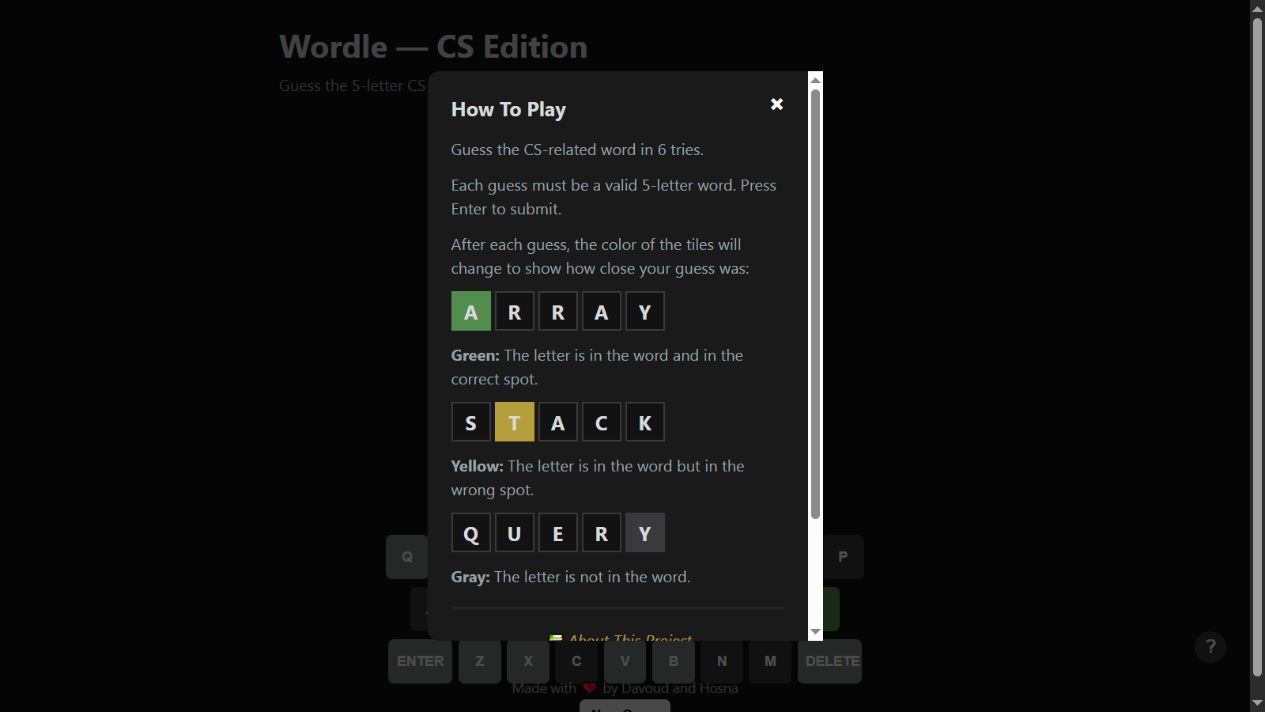 Wordle — CS Edition
Guess the 5-letter CS
How To Play
✖
Guess the CS-related word in 6 tries.
Each guess must be a valid 5-letter word. Press
Enter to submit.
After each guess, the color of the tiles will
change to show how close your guess was:
A R R A Y
Green: The letter is in the word and in the
correct spot.
S T A C K
Yellow: The letter is in the word but in the
wrong spot.
Q U E R Y
Gray: The letter is not in the word.
About This Project
Q P
ENTER Z X C V B N M DELETE
?
Made with ❤ by Davoud and Hosna